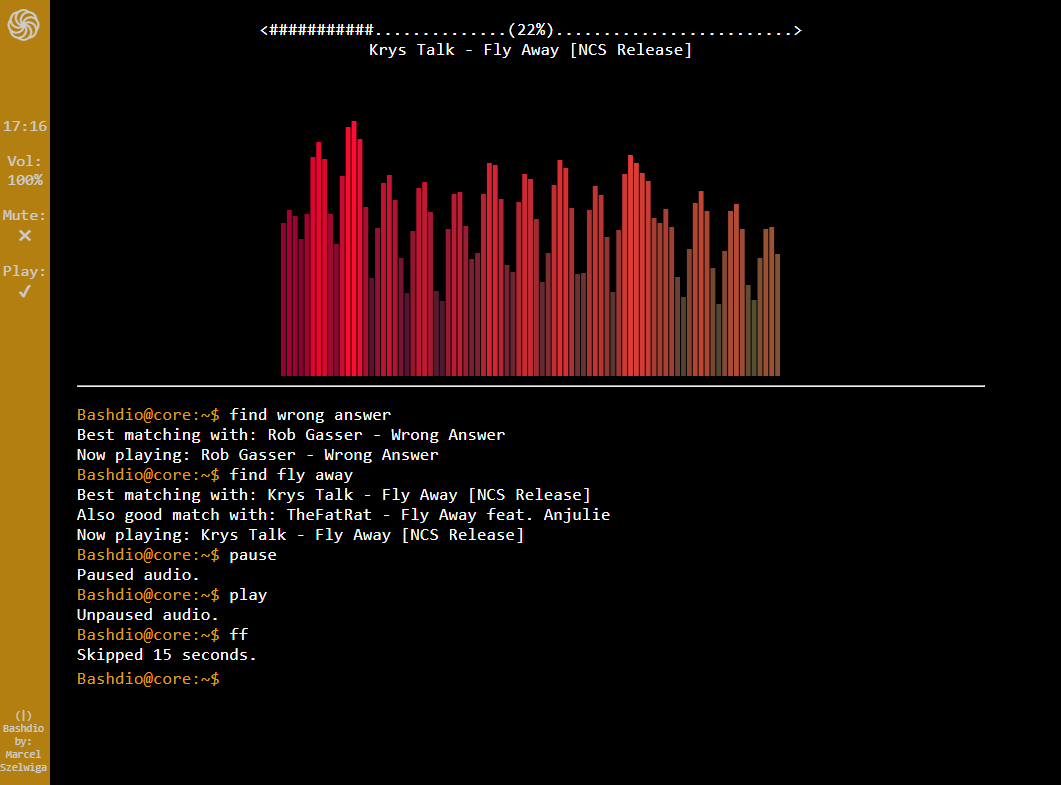 <###########..............(22%).........................>
Krys Talk - Fly Away [NCS Release]
17:16
Vol:
100%
Mute:
✕
Play:
✓
Bashdio@core:~$ find wrong answer
Best matching with: Rob Gasser - Wrong Answer
Now playing: Rob Gasser - Wrong Answer
Bashdio@core:~$ find fly away
Best matching with: Krys Talk - Fly Away [NCS Release]
Also good match with: TheFatRat - Fly Away feat. Anjulie
Now playing: Krys Talk - Fly Away [NCS Release]
Bashdio@core:~$ pause
Paused audio.
Bashdio@core:~$ play
Unpaused audio.
Bashdio@core:~$ ff
Skipped 15 seconds.
Bashdio@core:~$
(|)
Bashdio
by:
Marcel
Szelwiga